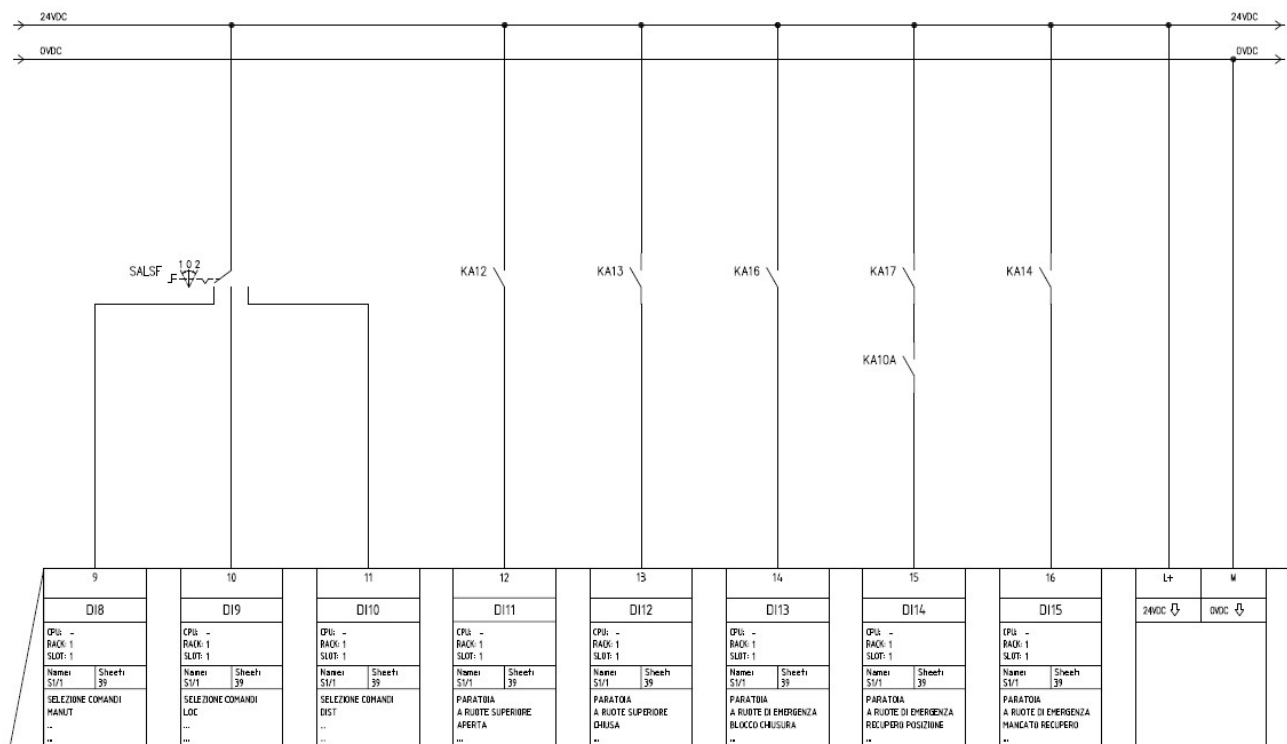 24VDC
24VDC
0VDC
0VDC
SALSF
1 0 2
KA12
KA13
KA16
KA17
KA14
KA10A
9
10
11
12
13
14
15
16
L+
M
DI8
DI9
DI10
DI11
DI12
DI13
DI14
DI15
24VDC
0VDC
CPU: -
RACK: 1
SLOT: 1
Name: Sheet:
S1/1 39
SELEZIONE COMANDI
MANUT
...
...
CPU: -
RACK: 1
SLOT: 1
Name: Sheet:
S1/1 39
SELEZIONE COMANDI
LOC
...
...
CPU: -
RACK: 1
SLOT: 1
Name: Sheet:
S1/1 39
SELEZIONE COMANDI
DIST
...
...
CPU: -
RACK: 1
SLOT: 1
Name: Sheet:
S1/1 39
PARATOIA
A RUOTE SUPERIORE
APERTA
...
CPU: -
RACK: 1
SLOT: 1
Name: Sheet:
S1/1 39
PARATOIA
A RUOTE SUPERIORE
CHIUSA
...
CPU: -
RACK: 1
SLOT: 1
Name: Sheet:
S1/1 39
PARATOIA
A RUOTE DI EMERGENZA
BLOCCO CHIUSURA
...
CPU: -
RACK: 1
SLOT: 1
Name: Sheet:
S1/1 39
PARATOIA
A RUOTE DI EMERGENZA
RECUPERO POSIZIONE
...
CPU: -
RACK: 1
SLOT: 1
Name: Sheet:
S1/1 39
PARATOIA
A RUOTE DI EMERGENZA
MANCATO RECUPERO
...